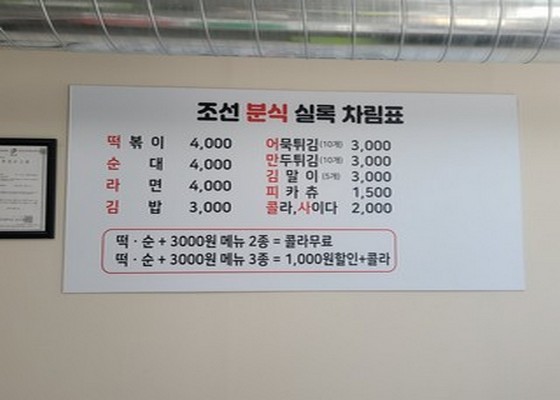 조선 분식 실록 차림표
떡볶이 4,000
순대 4,000
라면 4,000
김밥 3,000
어묵튀김(10개) 3,000
만두튀김(10개) 3,000
김말이(5개) 3,000
피카츄 1,500
콜라,사이다 2,000
떡·순 + 3000원 메뉴 2종 = 콜라무료
떡·순 + 3000원 메뉴 3종 = 1,000원할인+콜라